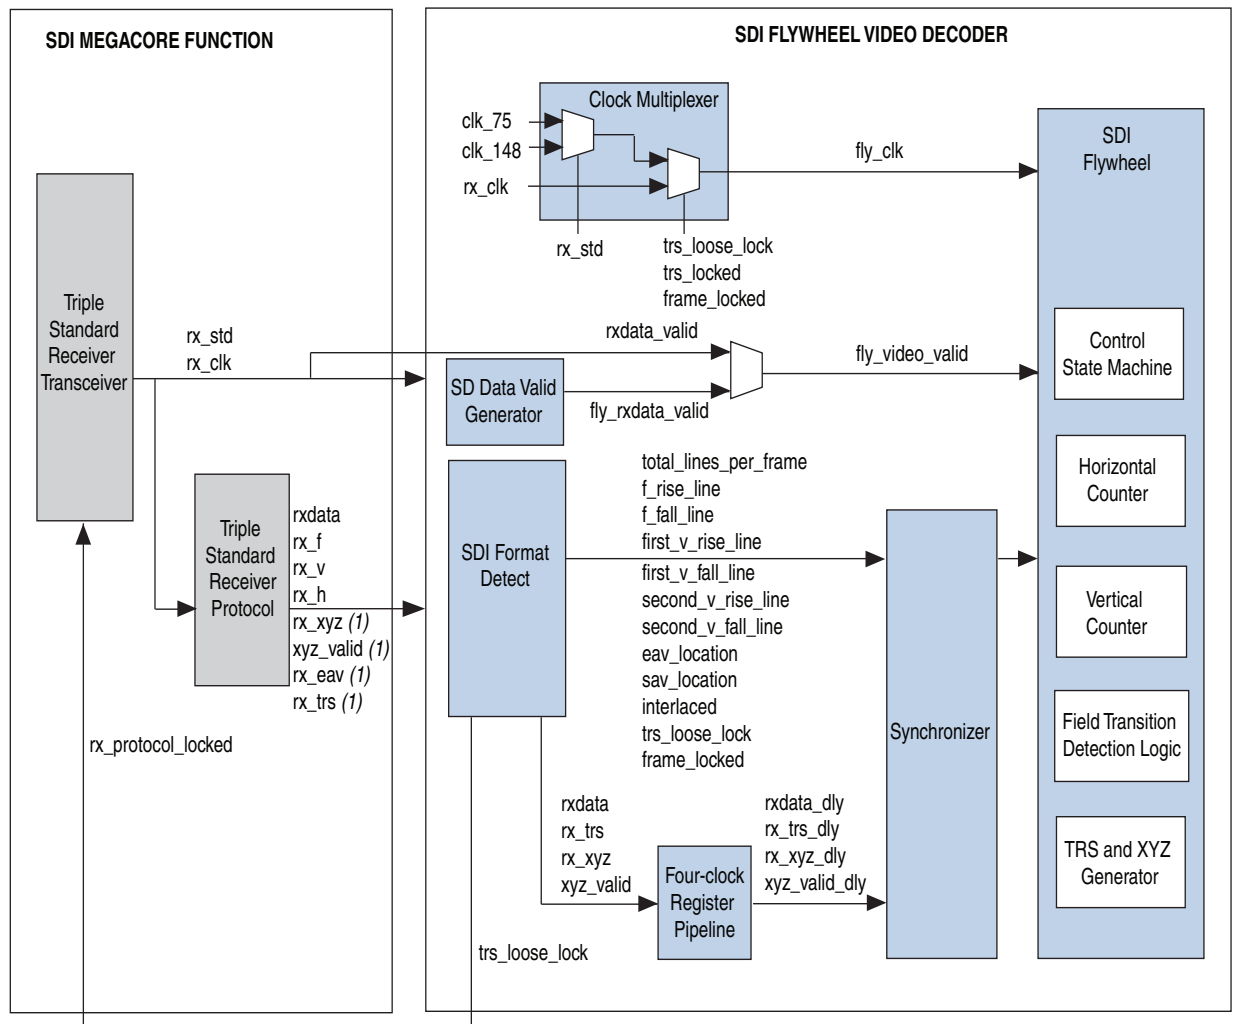 SDI MEGACORE FUNCTION
SDI FLYWHEEL VIDEO DECODER
Clock Multiplexer
clk_75
clk_148
rx_clk
rx_std
trs_loose_lock
trs_locked
frame_locked
fly_clk
SDI
Flywheel
Triple
Standard
Receiver
Transceiver
rx_std
rx_clk
rxdata_valid
SD Data Valid
Generator
fly_rxdata_valid
fly_video_valid
Control
State Machine
Horizontal
Counter
Vertical
Counter
Field Transition
Detection Logic
TRS and XYZ
Generator
Triple
Standard
Receiver
Protocol
rxdata
rx_f
rx_v
rx_h
rx_xyz (1)
xyz_valid (1)
rx_eav (1)
rx_trs (1)
rx_protocol_locked
SDI Format
Detect
total_lines_per_frame
f_rise_line
f_fall_line
first_v_rise_line
first_v_fall_line
second_v_rise_line
second_v_fall_line
eav_location
sav_location
interlaced
trs_loose_lock
frame_locked
Synchronizer
rxdata
rx_trs
rx_xyz
xyz_valid
Four-clock
Register
Pipeline
rxdata_dly
rx_trs_dly
rx_xyz_dly
xyz_valid_dly
trs_loose_lock